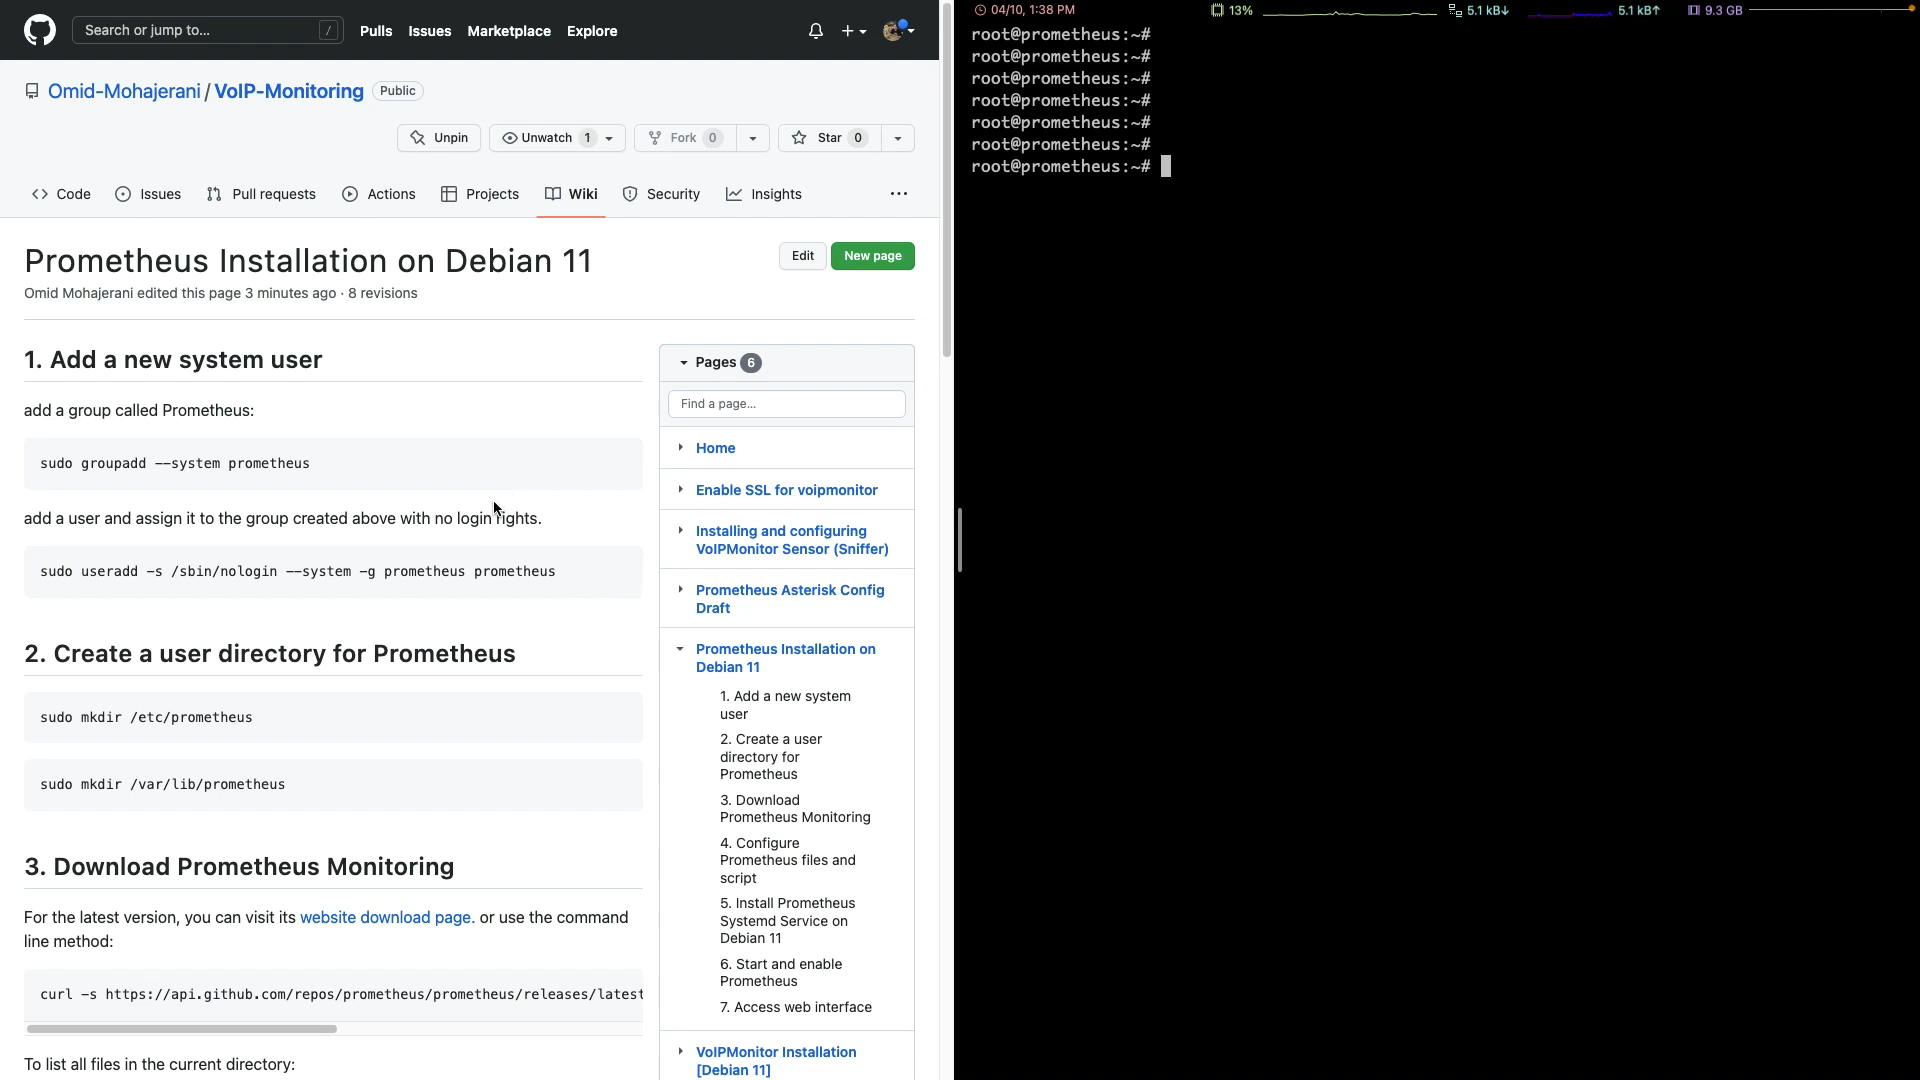 Search or jump to... /
Pulls Issues Marketplace Explore
Omid-Mohajerani / VoIP-Monitoring Public
Unpin Unwatch 1 Fork 0 Star 0
Code Issues Pull requests Actions Projects Wiki Security Insights
Prometheus Installation on Debian 11
Edit New page
Omid Mohajerani edited this page 3 minutes ago · 8 revisions
1. Add a new system user
add a group called Prometheus:
sudo groupadd --system prometheus
add a user and assign it to the group created above with no login rights.
sudo useradd -s /sbin/nologin --system -g prometheus prometheus
2. Create a user directory for Prometheus
sudo mkdir /etc/prometheus
sudo mkdir /var/lib/prometheus
3. Download Prometheus Monitoring
For the latest version, you can visit its website download page. or use the command
line method:
curl -s https://api.github.com/repos/prometheus/prometheus/releases/latest
To list all files in the current directory:
Pages 6
Find a page...
Home
Enable SSL for voipmonitor
Installing and configuring
VoIPMonitor Sensor (Sniffer)
Prometheus Asterisk Config
Draft
Prometheus Installation on
Debian 11
1. Add a new system
user
2. Create a user
directory for
Prometheus
3. Download
Prometheus Monitoring
4. Configure
Prometheus files and
script
5. Install Prometheus
Systemd Service on
Debian 11
6. Start and enable
Prometheus
7. Access web interface
VoIPMonitor Installation
[Debian 11]
04/10, 1:38 PM 13% 5.1 kB↓ 5.1 kB↑ 9.3 GB
root@prometheus:~#
root@prometheus:~#
root@prometheus:~#
root@prometheus:~#
root@prometheus:~#
root@prometheus:~#
root@prometheus:~#